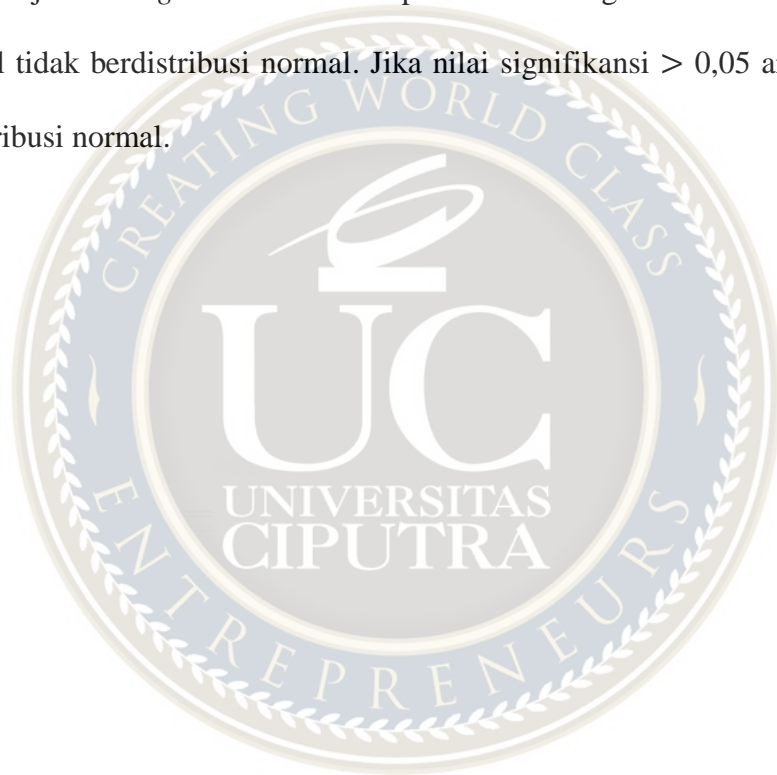 l tidak berdistribusi normal. Jika nilai signifikansi > 0,05
ribusi normal.
CREATING WORLD CLASS
UC
UNIVERSITAS
CIPUTRA
ENTREPRENEURS